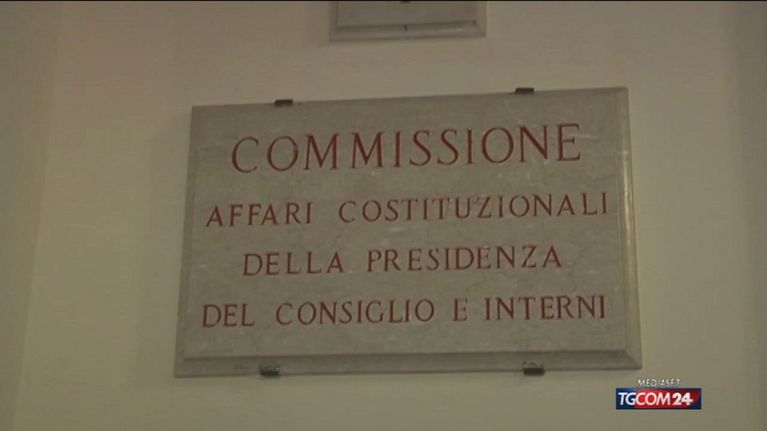 COMMISSIONE
AFFARI COSTITUZIONALI
DELLA PRESIDENZA
DEL CONSIGLIO E INTERNI
MEDIASET
TGCOM24